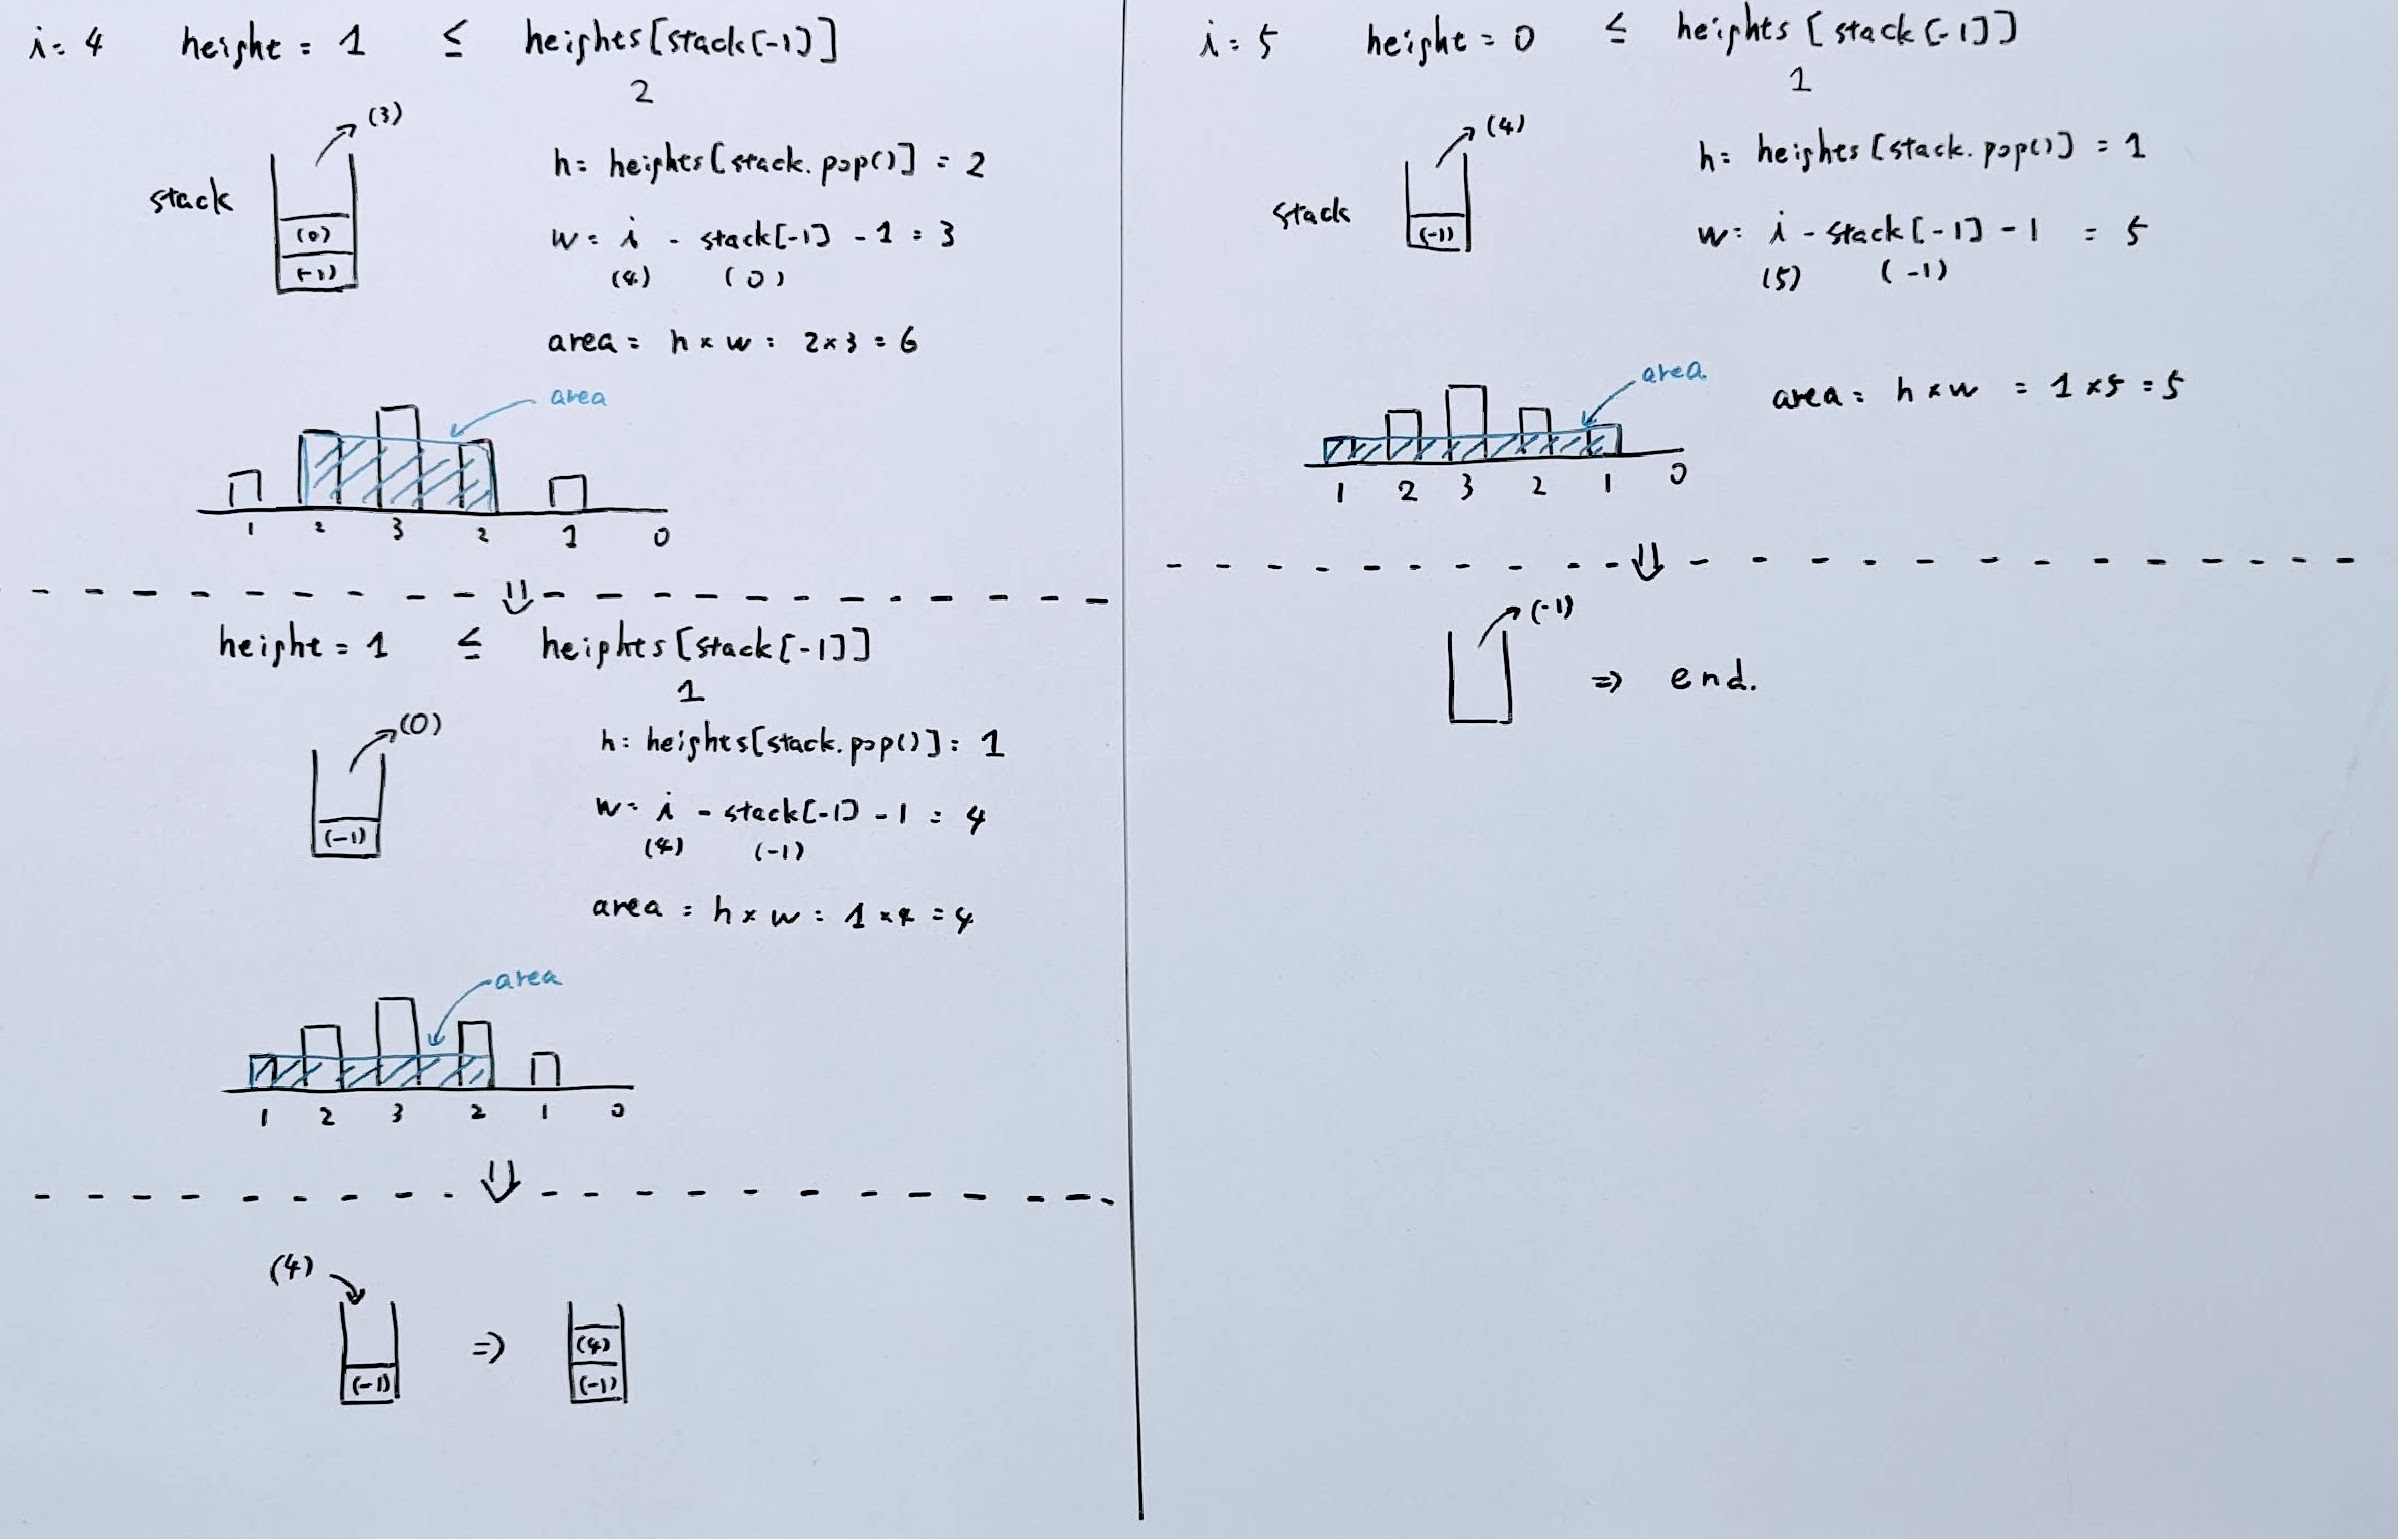 i = 4 height = 1 ≤ heights[stack[-1]]
2
(3)
stack
(0)
(-1)
h = heights[stack.pop()] = 2
w = i - stack[-1] - 1 = 3
(4) (0)
area = h × w = 2×3 = 6
area
1 2 3 2 1 0
height = 1 ≤ heights[stack[-1]]
1
(0)
(-1)
h = heights[stack.pop()] = 1
w = i - stack[-1] - 1 = 4
(4) (-1)
area = h × w = 1 × 4 = 4
area
1 2 3 2 1 0
(4)
(-1) ⇒ (4)
(-1)
i = 5 height = 0 ≤ heights[stack[-1]]
1
(4)
stack
(-1)
h = heights[stack.pop()] = 1
w = i - stack[-1] - 1 = 5
(5) (-1)
area
area = h × w = 1 × 5 = 5
1 2 3 2 1 0
(-1)
⇒ end.